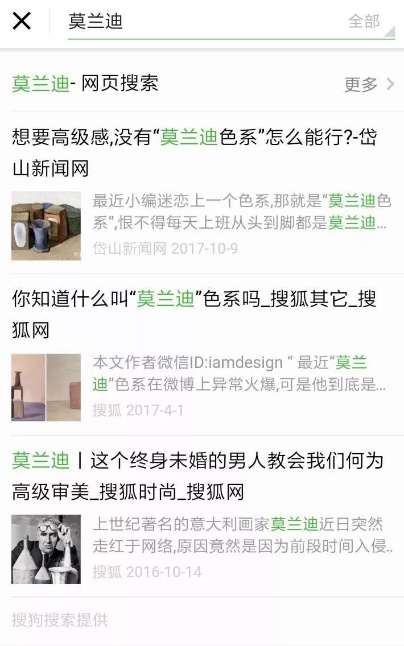 莫兰迪
全部
莫兰迪- 网页搜索
更多
想要高级感,没有“莫兰迪色系”怎么能行?-岱
山新闻网
最近小编迷恋上一个色系,那就是“莫兰迪色
系”,恨不得每天上班从头到脚都是莫兰迪...
岱山新闻网 2017-10-9
你知道什么叫“莫兰迪”色系吗_搜狐其它_搜
狐网
本文作者微信ID:iamdesign ” 最近“莫兰
迪”色系在微博上异常火爆,可是他到底是...
搜狐 2017-4-1
莫兰迪丨这个终身未婚的男人教会我们何为
高级审美_搜狐时尚_搜狐网
上世纪著名的意大利画家莫兰迪近日突然
走红于网络,原因竟然是因为前段时间入侵..
搜狐 2016-10-14
搜狗搜索提供